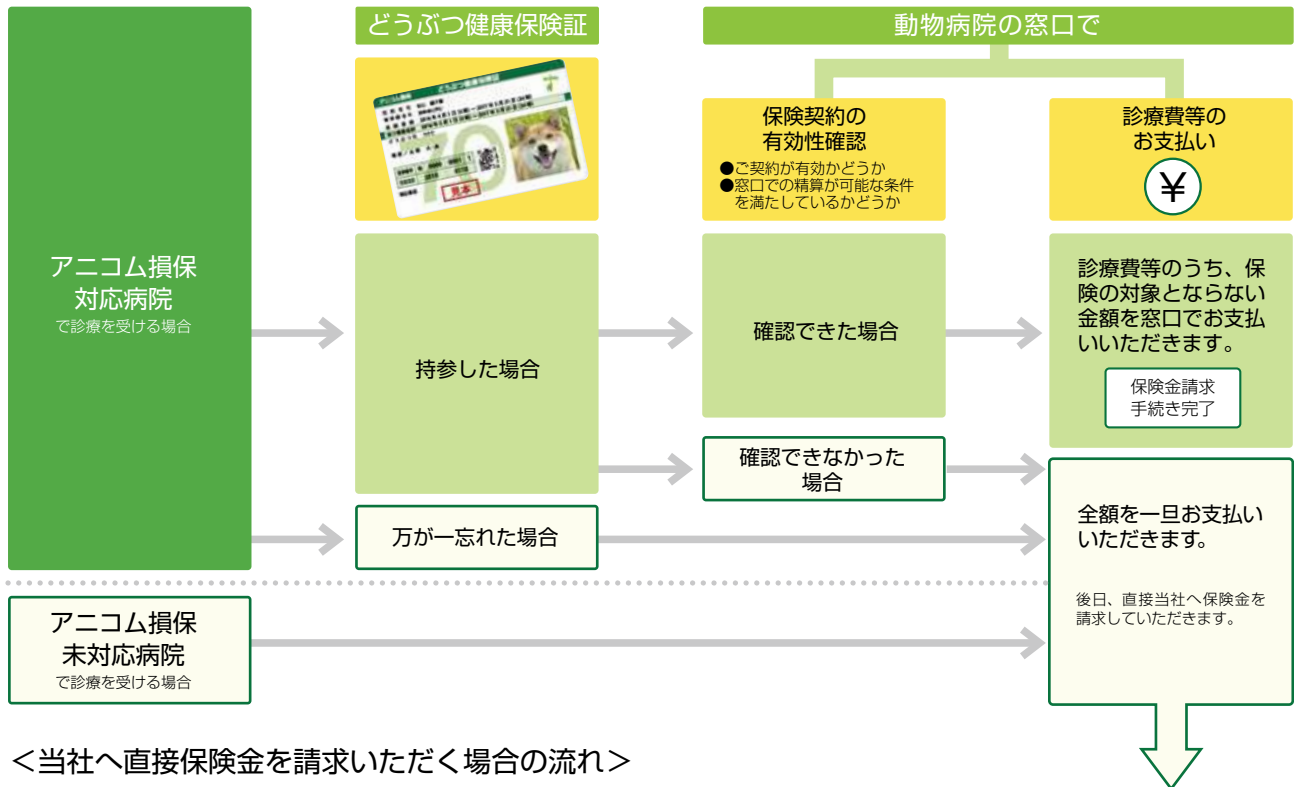 どうぶつ健康保険証
動物病院の窓口で
どうぶつ健康保険証
70
見本
保険契約の
有効性確認
●ご契約が有効かどうか
●窓口での精算が可能な条件
を満たしているかどうか
診療費等の
お支払い
¥
アニコム損保
対応病院
で診療を受ける場合
持参した場合
確認できた場合
診療費等のうち、保
険の対象とならない
金額を窓口でお支払
いいただきます。
保険金請求
手続き完了
確認できなかった
場合
万が一忘れた場合
全額を一旦お支払い
いただきます。
後日、直接当社へ保険金を
請求していただきます。
アニコム損保
未対応病院
で診療を受ける場合
＜当社へ直接保険金を請求いただく場合の流れ＞